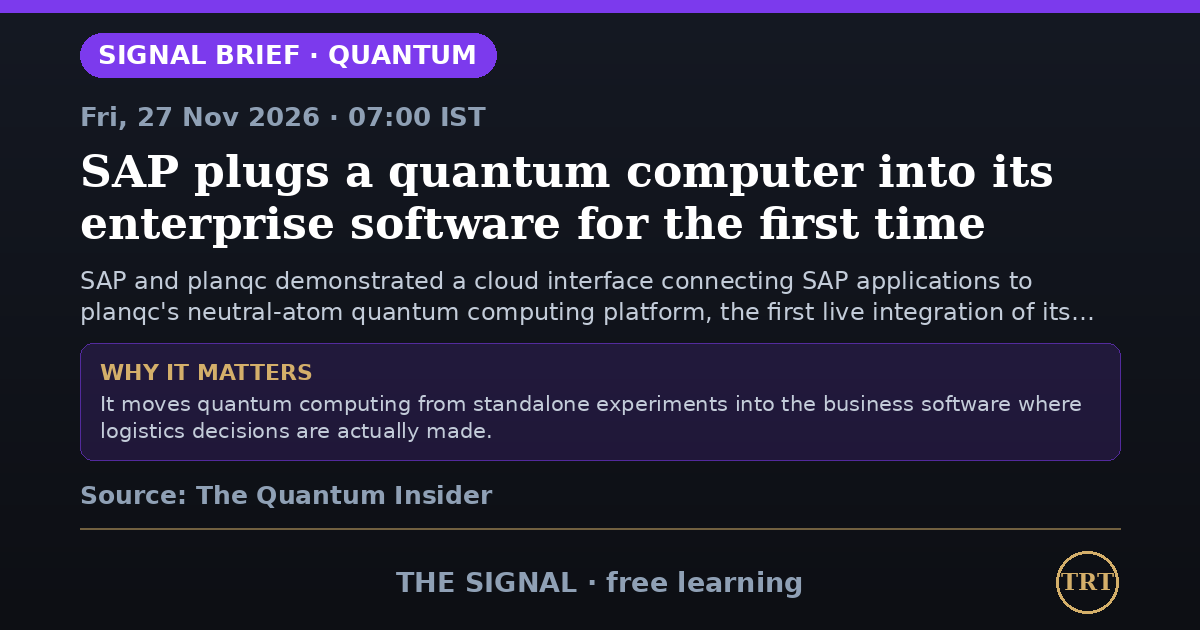 SIGNAL BRIEF · QUANTUM
Fri, 27 Nov 2026 · 07:00 IST
SAP plugs a quantum computer into its
enterprise software for the first time
SAP and planqc demonstrated a cloud interface connecting SAP applications to
planqc's neutral-atom quantum computing platform, the first live integration of its…
WHY IT MATTERS
It moves quantum computing from standalone experiments into the business software where
logistics decisions are actually made.
Source: The Quantum Insider
THE SIGNAL · free learning
TRT